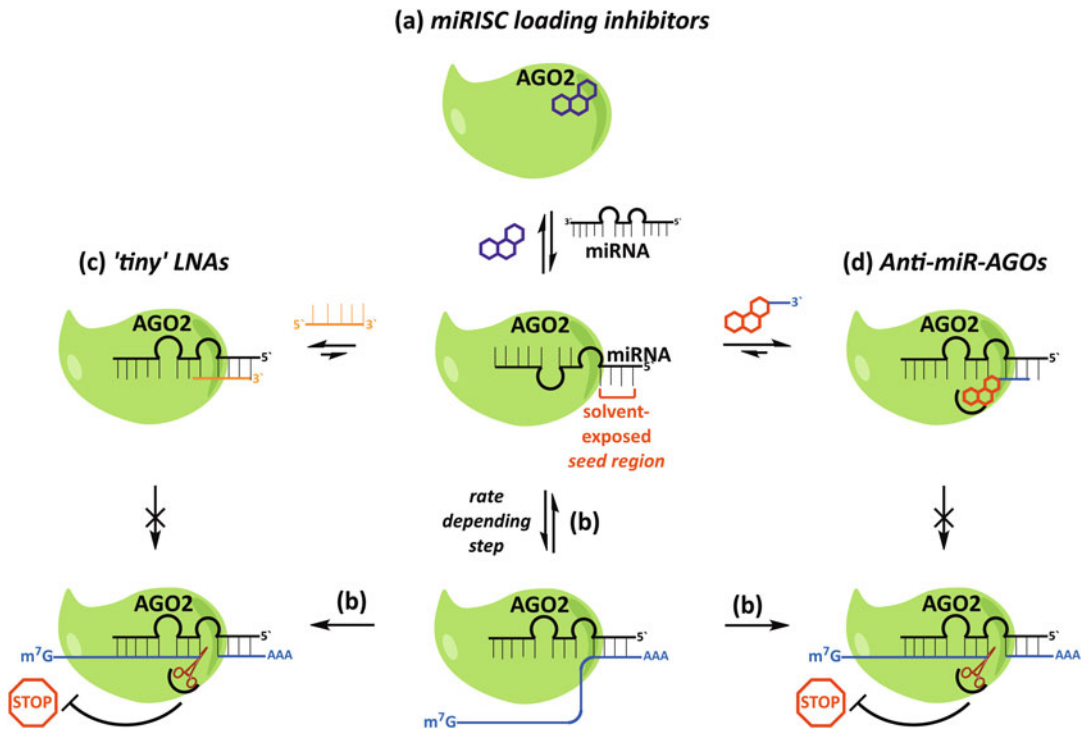 (a) miRISC loading inhibitors
AGO2
3` 5`
miRNA
(c) 'tiny' LNAs
(d) Anti-miR-AGOs
AGO2
5`
3`
5` 3`
AGO2
miRNA
5`
solvent-
exposed
seed region
3`
AGO2
5`
rate
depending
step
(b)
AGO2
5`
m⁷G
AAA
STOP
(b)
AGO2
AAA
m⁷G
(b)
AGO2
5`
m⁷G
AAA
STOP